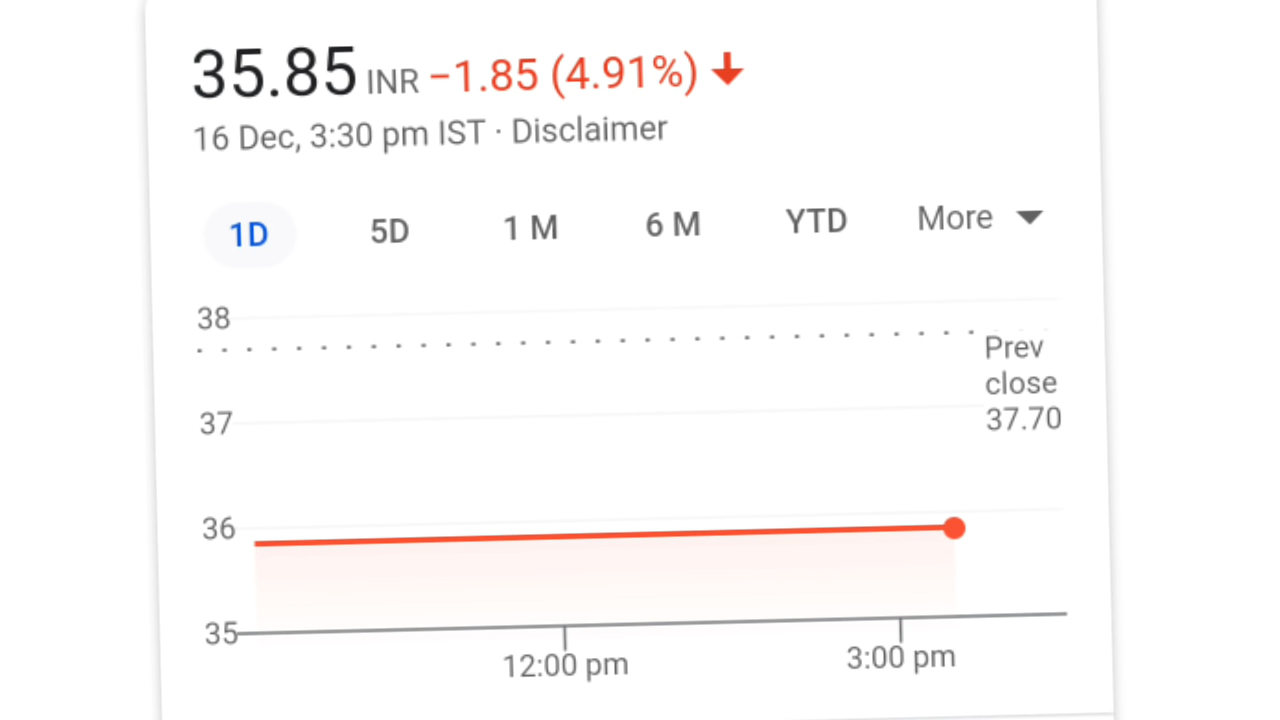 35.85 INR −1.85 (4.91%)
16 Dec, 3:30 pm IST · Disclaimer
1D 5D 1 M 6 M YTD More
38
Prev
close
37.70
37
36
35
12:00 pm 3:00 pm